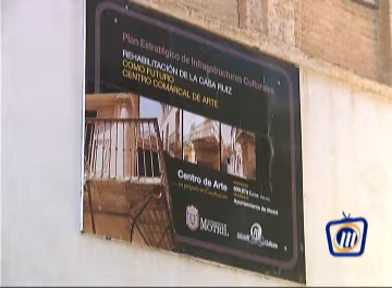 Plan Estratégico de Infraestructuras Culturales
REHABILITACIÓN DE LA CASA RUIZ
COMO FUTURO
CENTRO COMARCAL DE ARTE
Centro de Arte
Ayuntamiento de Motril
MOTRIL
m